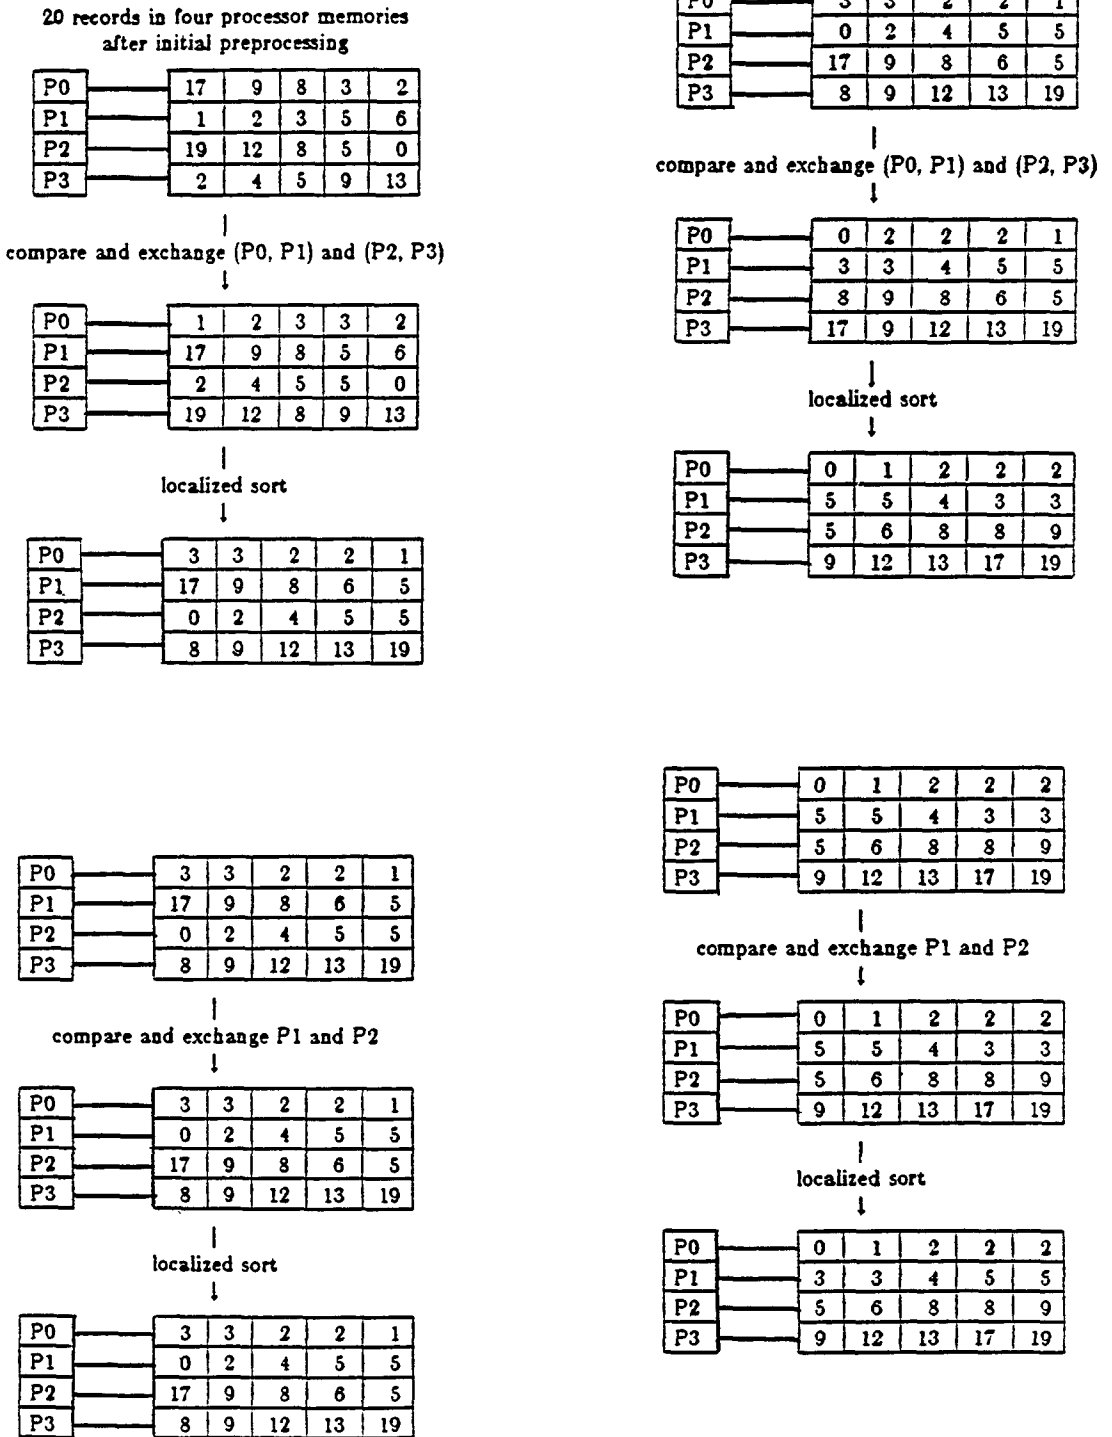 20 records in four processor memories
after initial preprocessing
P0 17 9 8 3 2
P1 1 2 3 5 6
P2 19 12 8 5 0
P3 2 4 5 9 13
compare and exchange (P0, P1) and (P2, P3)
P0 1 2 3 3 2
P1 17 9 8 5 6
P2 2 4 5 5 0
P3 19 12 8 9 13
localized sort
P0 3 3 2 2 1
P1 17 9 8 6 5
P2 0 2 4 5 5
P3 8 9 12 13 19
P0 3 3 2 2 1
P1 17 9 8 6 5
P2 0 2 4 5 5
P3 8 9 12 13 19
compare and exchange P1 and P2
P0 3 3 2 2 1
P1 0 2 4 5 5
P2 17 9 8 6 5
P3 8 9 12 13 19
localized sort
P0 3 3 2 2 1
P1 0 2 4 5 5
P2 17 9 8 6 5
P3 8 9 12 13 19
P0 3 3 2 2 1
P1 0 2 4 5 5
P2 17 9 8 6 5
P3 8 9 12 13 19
compare and exchange (P0, P1) and (P2, P3)
P0 0 2 2 2 1
P1 3 3 4 5 5
P2 8 9 8 6 5
P3 17 9 12 13 19
localized sort
P0 0 1 2 2 2
P1 5 5 4 3 3
P2 5 6 8 8 9
P3 9 12 13 17 19
P0 0 1 2 2 2
P1 5 5 4 3 3
P2 5 6 8 8 9
P3 9 12 13 17 19
compare and exchange P1 and P2
P0 0 1 2 2 2
P1 5 5 4 3 3
P2 5 6 8 8 9
P3 9 12 13 17 19
localized sort
P0 0 1 2 2 2
P1 3 3 4 5 5
P2 5 6 8 8 9
P3 9 12 13 17 19